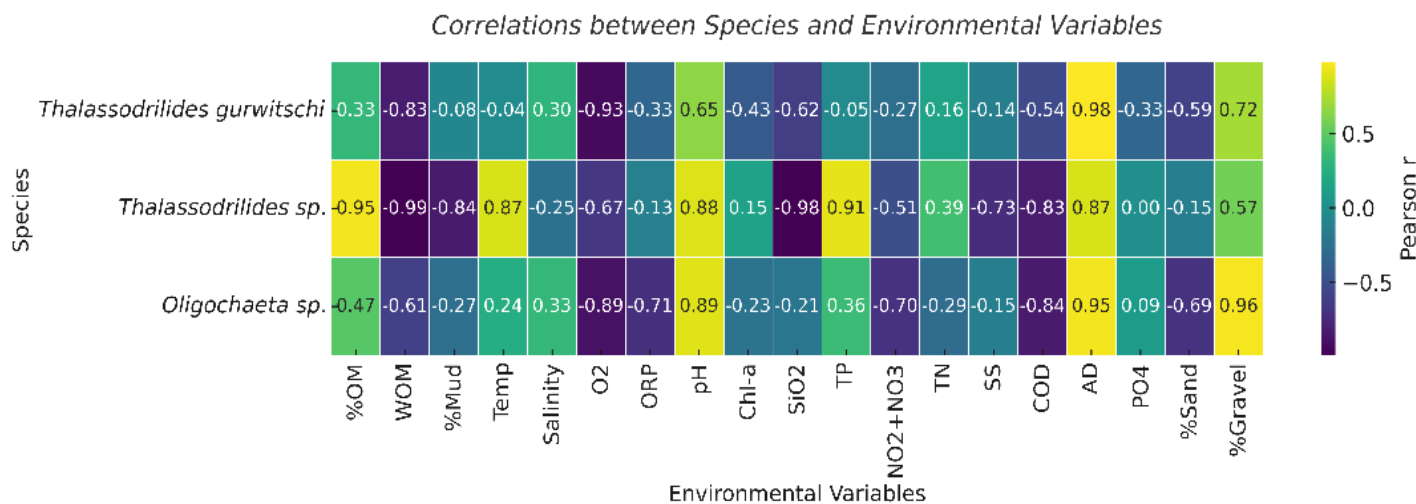 Correlations between Species and Environmental Variables
Thalassodrilides gurwitschi 0.33 -0.83 -0.08 -0.04 0.30 -0.93 -0.33 0.65 -0.43 -0.62 -0.05 -0.27 0.16 -0.14 -0.54 0.98 -0.33 -0.59 0.72
Thalassodrilides sp. 0.95 -0.99 -0.84 0.87 -0.25 -0.67 -0.13 0.88 0.15 -0.98 0.91 -0.51 0.39 -0.73 -0.83 0.87 0.00 -0.15 0.57
Oligochaeta sp. 0.47 -0.61 -0.27 0.24 0.33 -0.89 -0.71 0.89 -0.23 -0.21 0.36 -0.70 -0.29 -0.15 -0.84 0.95 0.09 -0.69 0.96
Species
%OM WOM %Mud Temp Salinity O2 ORP pH Chl-a SiO2 TP NO2+NO3 TN SS COD AD PO4 %Sand %Gravel
Environmental Variables
0.5
0.0
−0.5
Pearson r